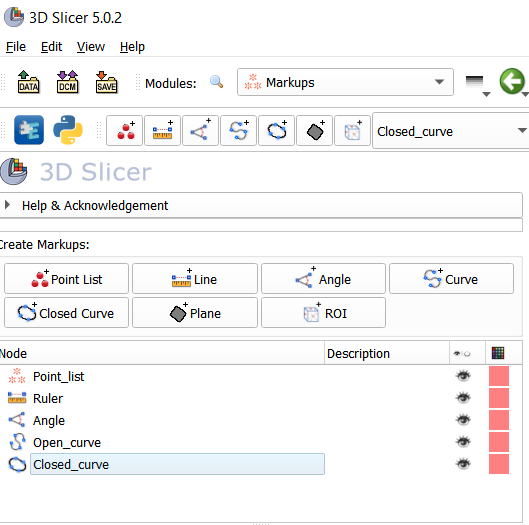 3D Slicer 5.0.2
File Edit View Help
DATA DCM SAVE Modules: Markups
Closed_curve
3D Slicer
Help & Acknowledgement
Create Markups:
Point List Line Angle Curve
Closed Curve Plane ROI
Node Description
Point_list
Ruler
Angle
Open_curve
Closed_curve